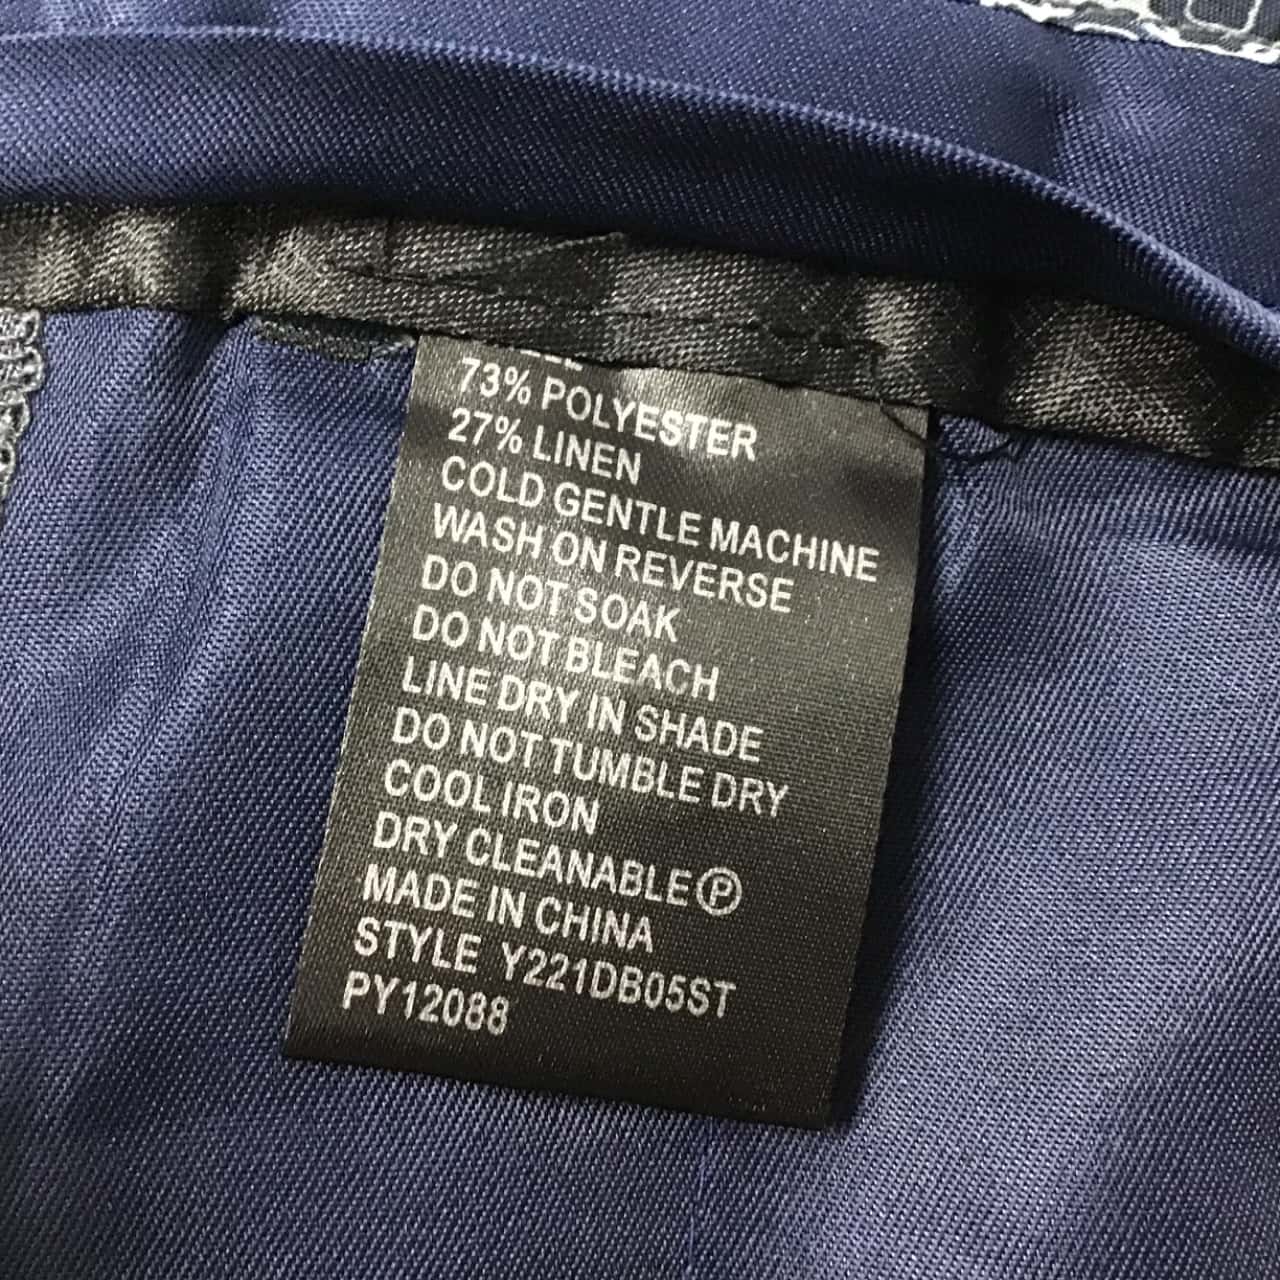 73% POLYESTER
27% LINEN
COLD GENTLE MACHINE
WASH ON REVERSE
DO NOT SOAK
DO NOT BLEACH
LINE DRY IN SHADE
DO NOT TUMBLE DRY
COOL IRON
DRY CLEANABLE Ⓟ
MADE IN CHINA
STYLE Y221DB05ST
PY12088